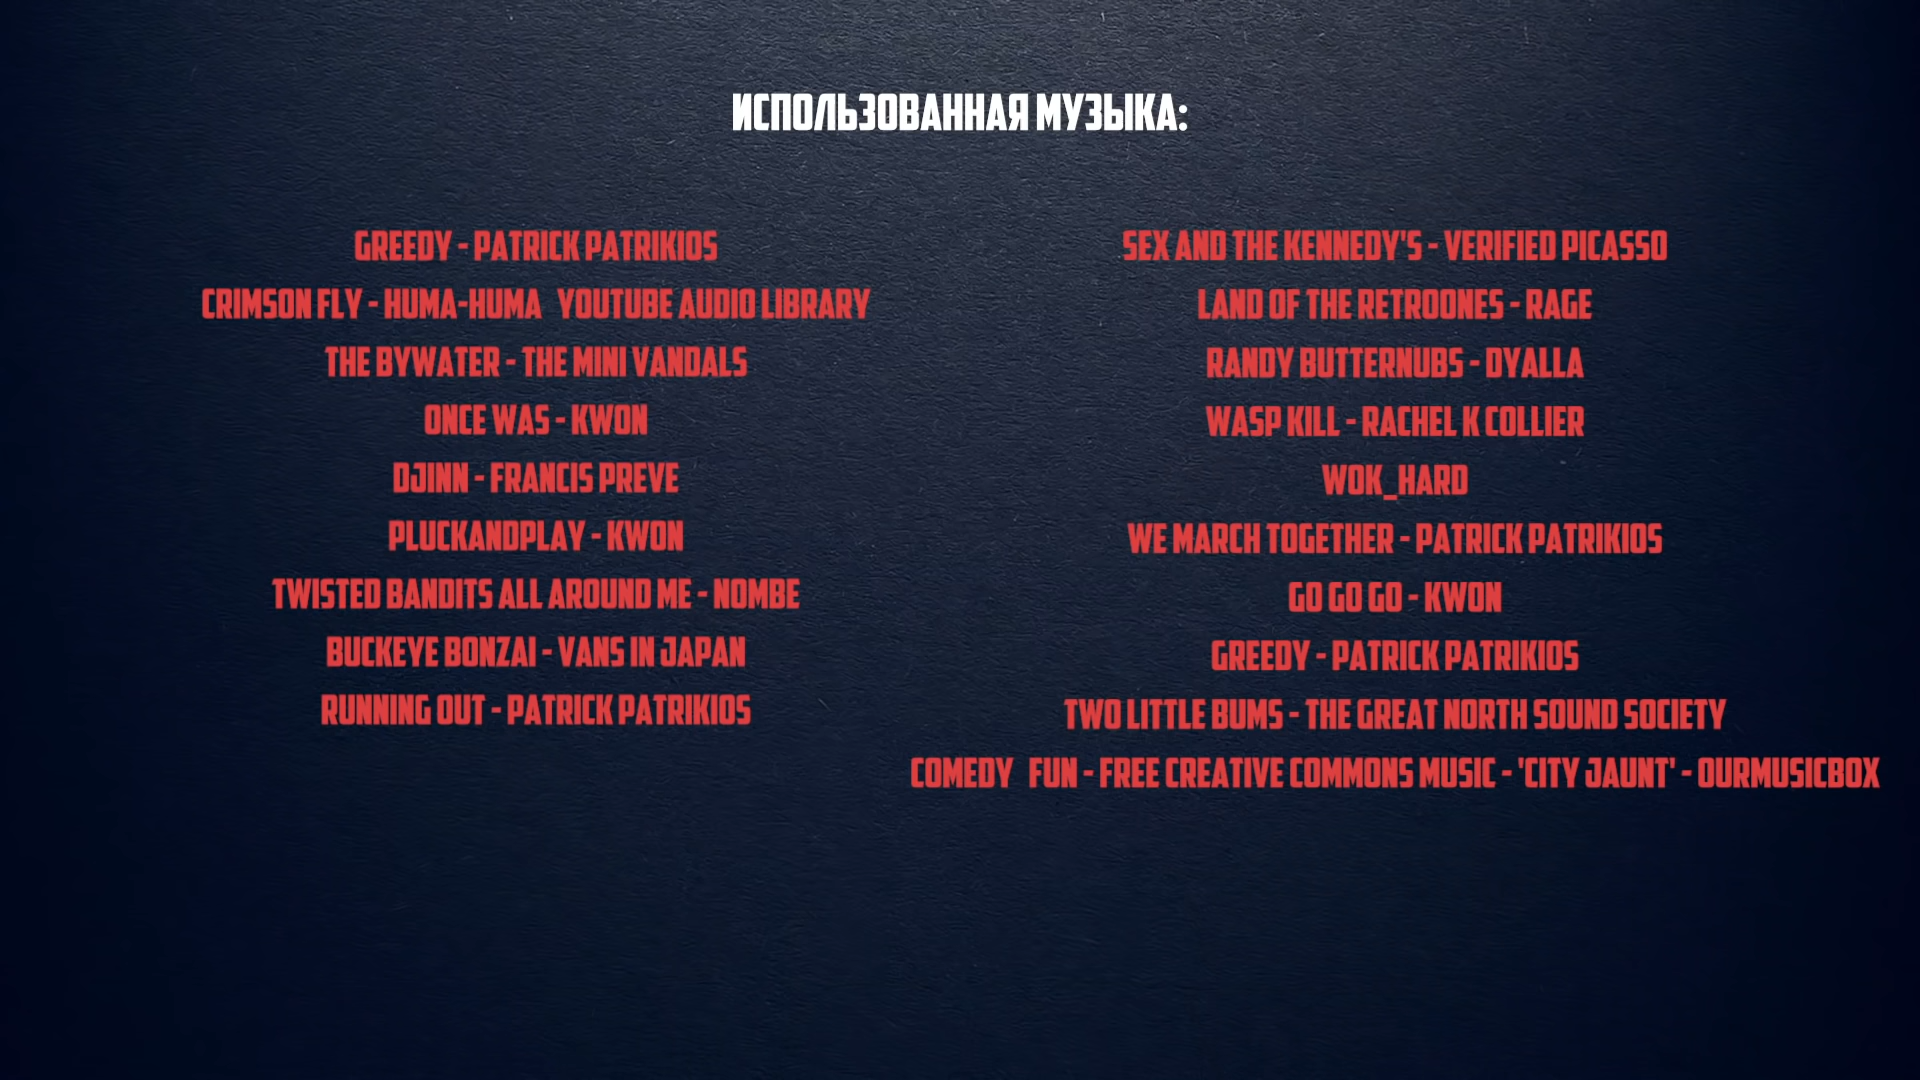 ИСПОЛЬЗОВАННАЯ МУЗЫКА:
GREEDY - PATRICK PATRIKIOS
CRIMSON FLY - HUMA-HUMA YOUTUBE AUDIO LIBRARY
THE BYWATER - THE MINI VANDALS
ONCE WAS - KWON
DJINN - FRANCIS PREVE
PLUCKANDPLAY - KWON
TWISTED BANDITS ALL AROUND ME - NOMBE
BUCKEYE BONZAI - VANS IN JAPAN
RUNNING OUT - PATRICK PATRIKIOS
SEX AND THE KENNEDY'S - VERIFIED PICASSO
LAND OF THE RETROONES - RAGE
RANDY BUTTERNUBS - DYALLA
WASP KILL - RACHEL K COLLIER
WOK_HARD
WE MARCH TOGETHER - PATRICK PATRIKIOS
GO GO GO - KWON
GREEDY - PATRICK PATRIKIOS
TWO LITTLE BUMS - THE GREAT NORTH SOUND SOCIETY
COMEDY FUN - FREE CREATIVE COMMONS MUSIC - 'CITY JAUNT' - OURMUSICBOX